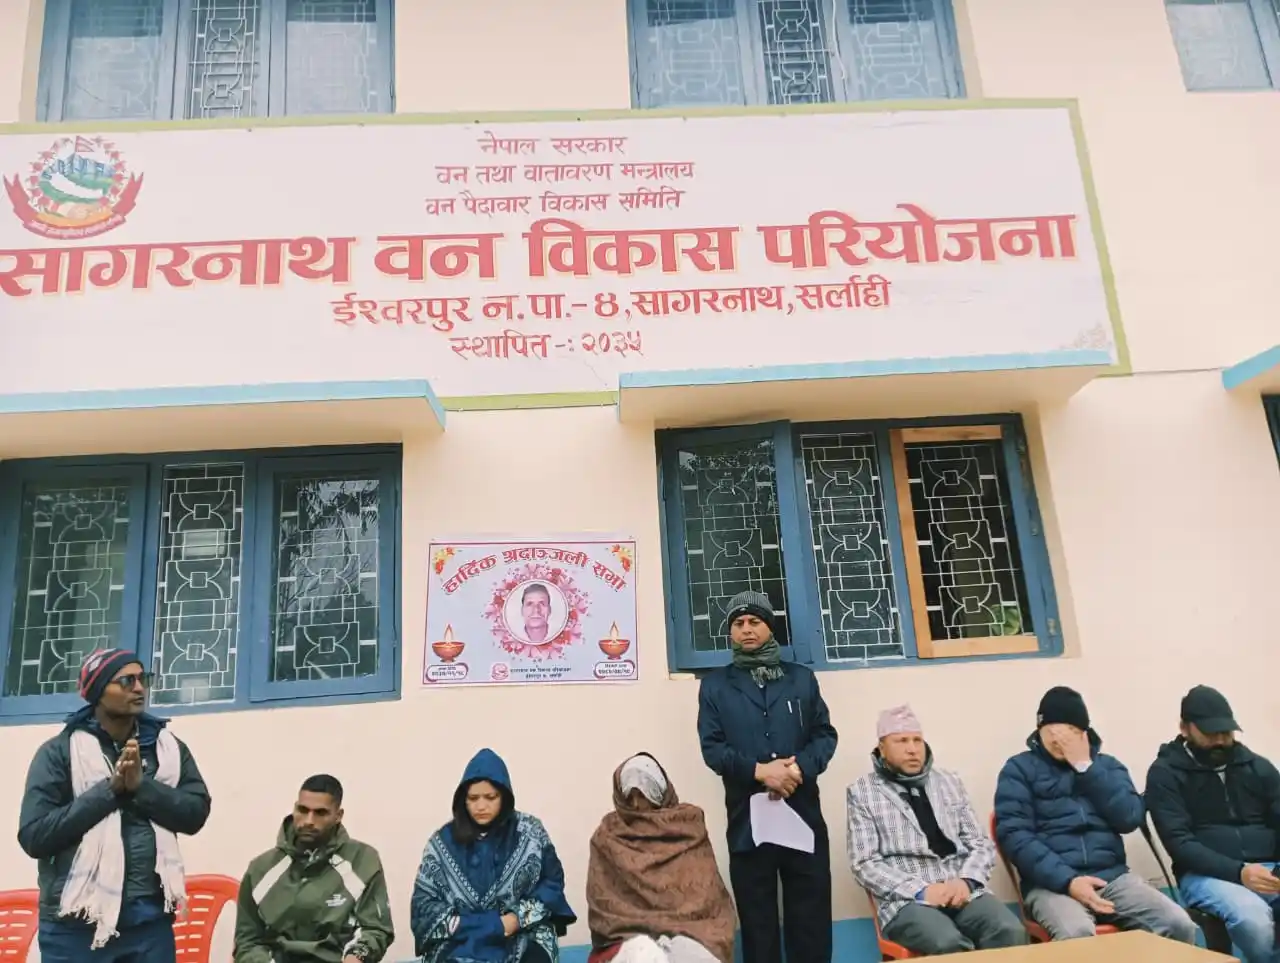 नेपाल सरकार
वन तथा वातावरण मन्त्रालय
वन पैदावार विकास समिति
सागरनाथ वन विकास परियोजना
ईश्वरपुर न.पा.-४,सागरनाथ,सर्लाही
स्थापित -: २०३५
हार्दिक श्रदाञ्जली सभा